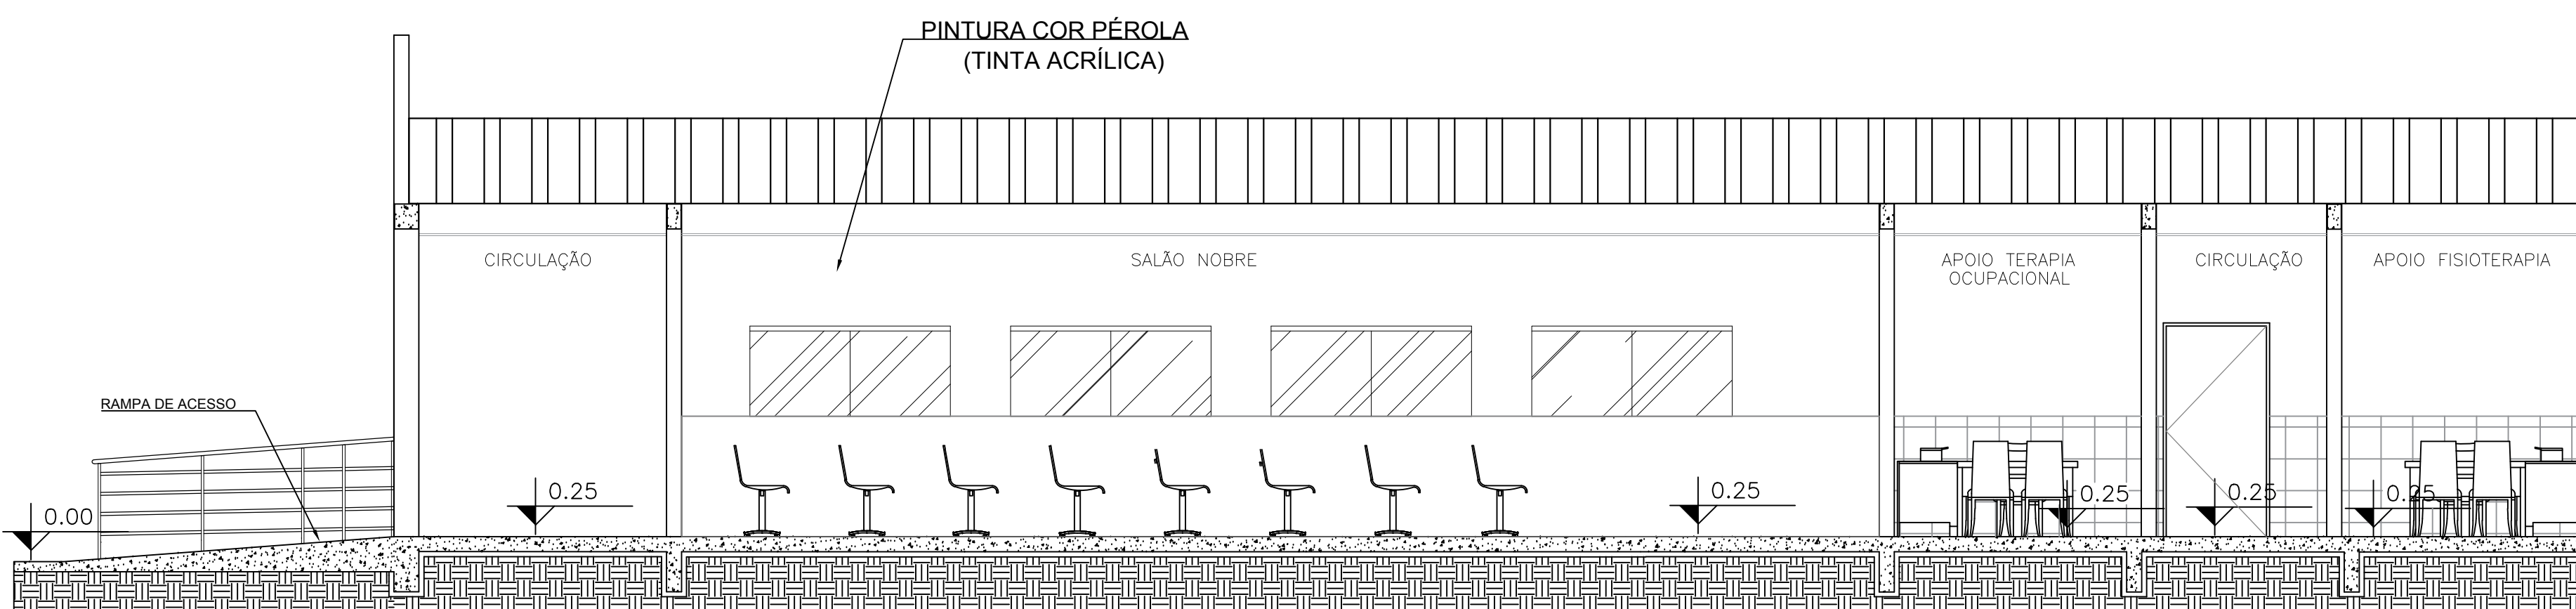 PINTURA COR PÉROLA
(TINTA ACRÍLICA)
CIRCULAÇÃO
SALÃO NOBRE
APOIO TERAPIA
OCUPACIONAL
CIRCULAÇÃO
APOIO FISIOTERAPIA
RAMPA DE ACESSO
0.00
0.25
0.25
0.25
0.25
0.25